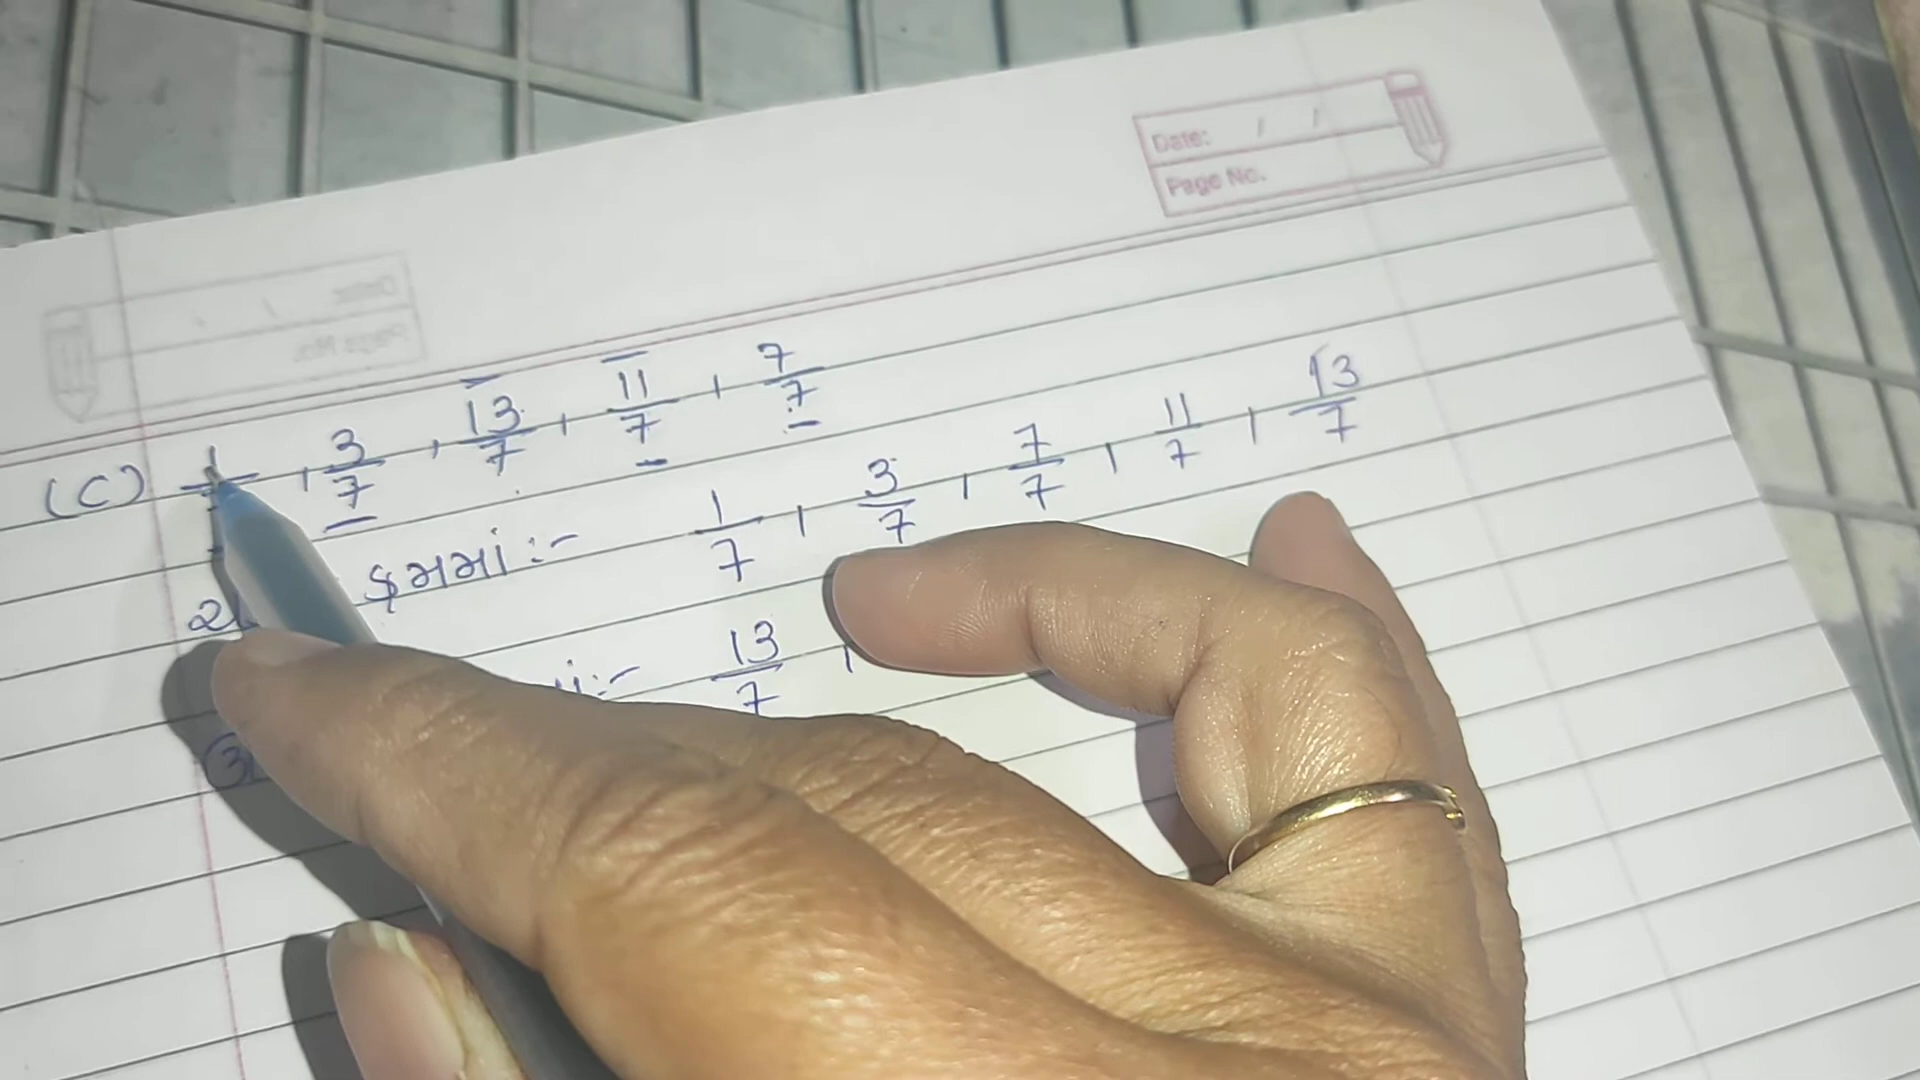 Date: / /
Page No.
(C) 1/7, 3/7, 13/7, 11/7, 7/7
ક્રમમાં :- 1/7, 3/7, 7/7, 11/7, 13/7
13/7,